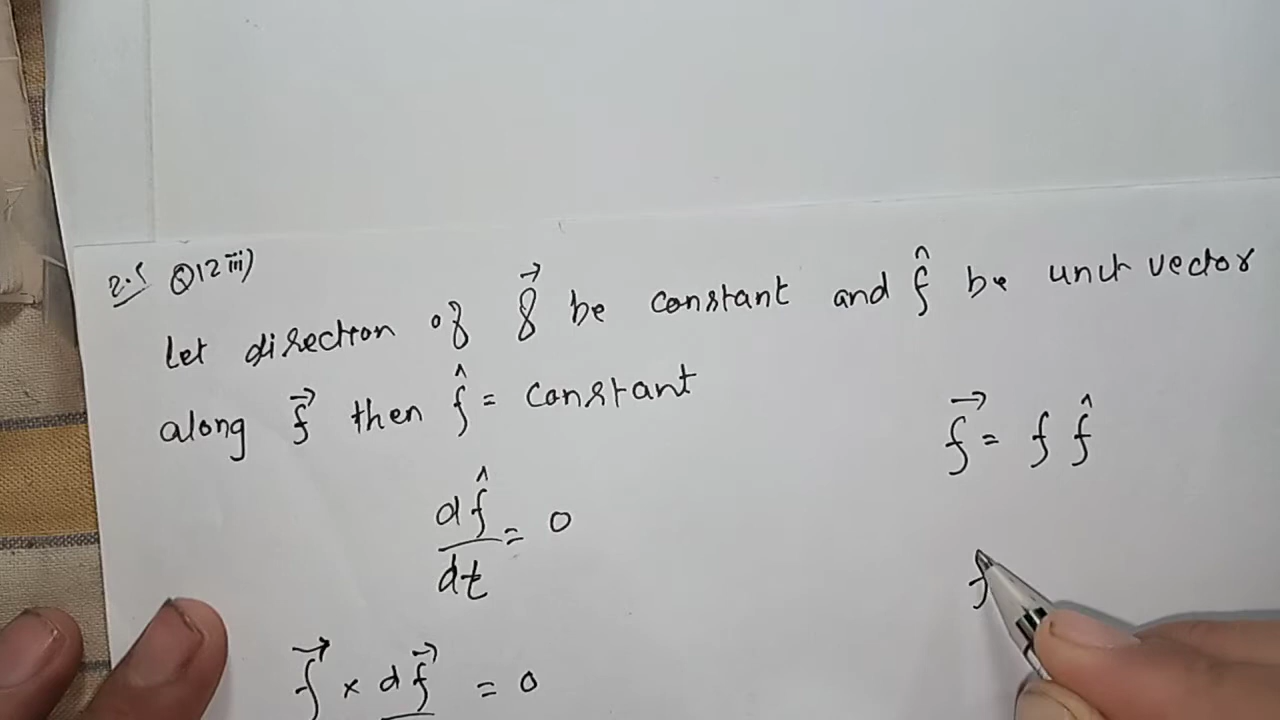 2.5 Q12 iii)
Let direction of f⃗ be constant and f̂ be unit vector
along f⃗ then f̂ = constant
f⃗ = f f̂
df̂/dt = 0
f
f⃗ × df⃗ = 0